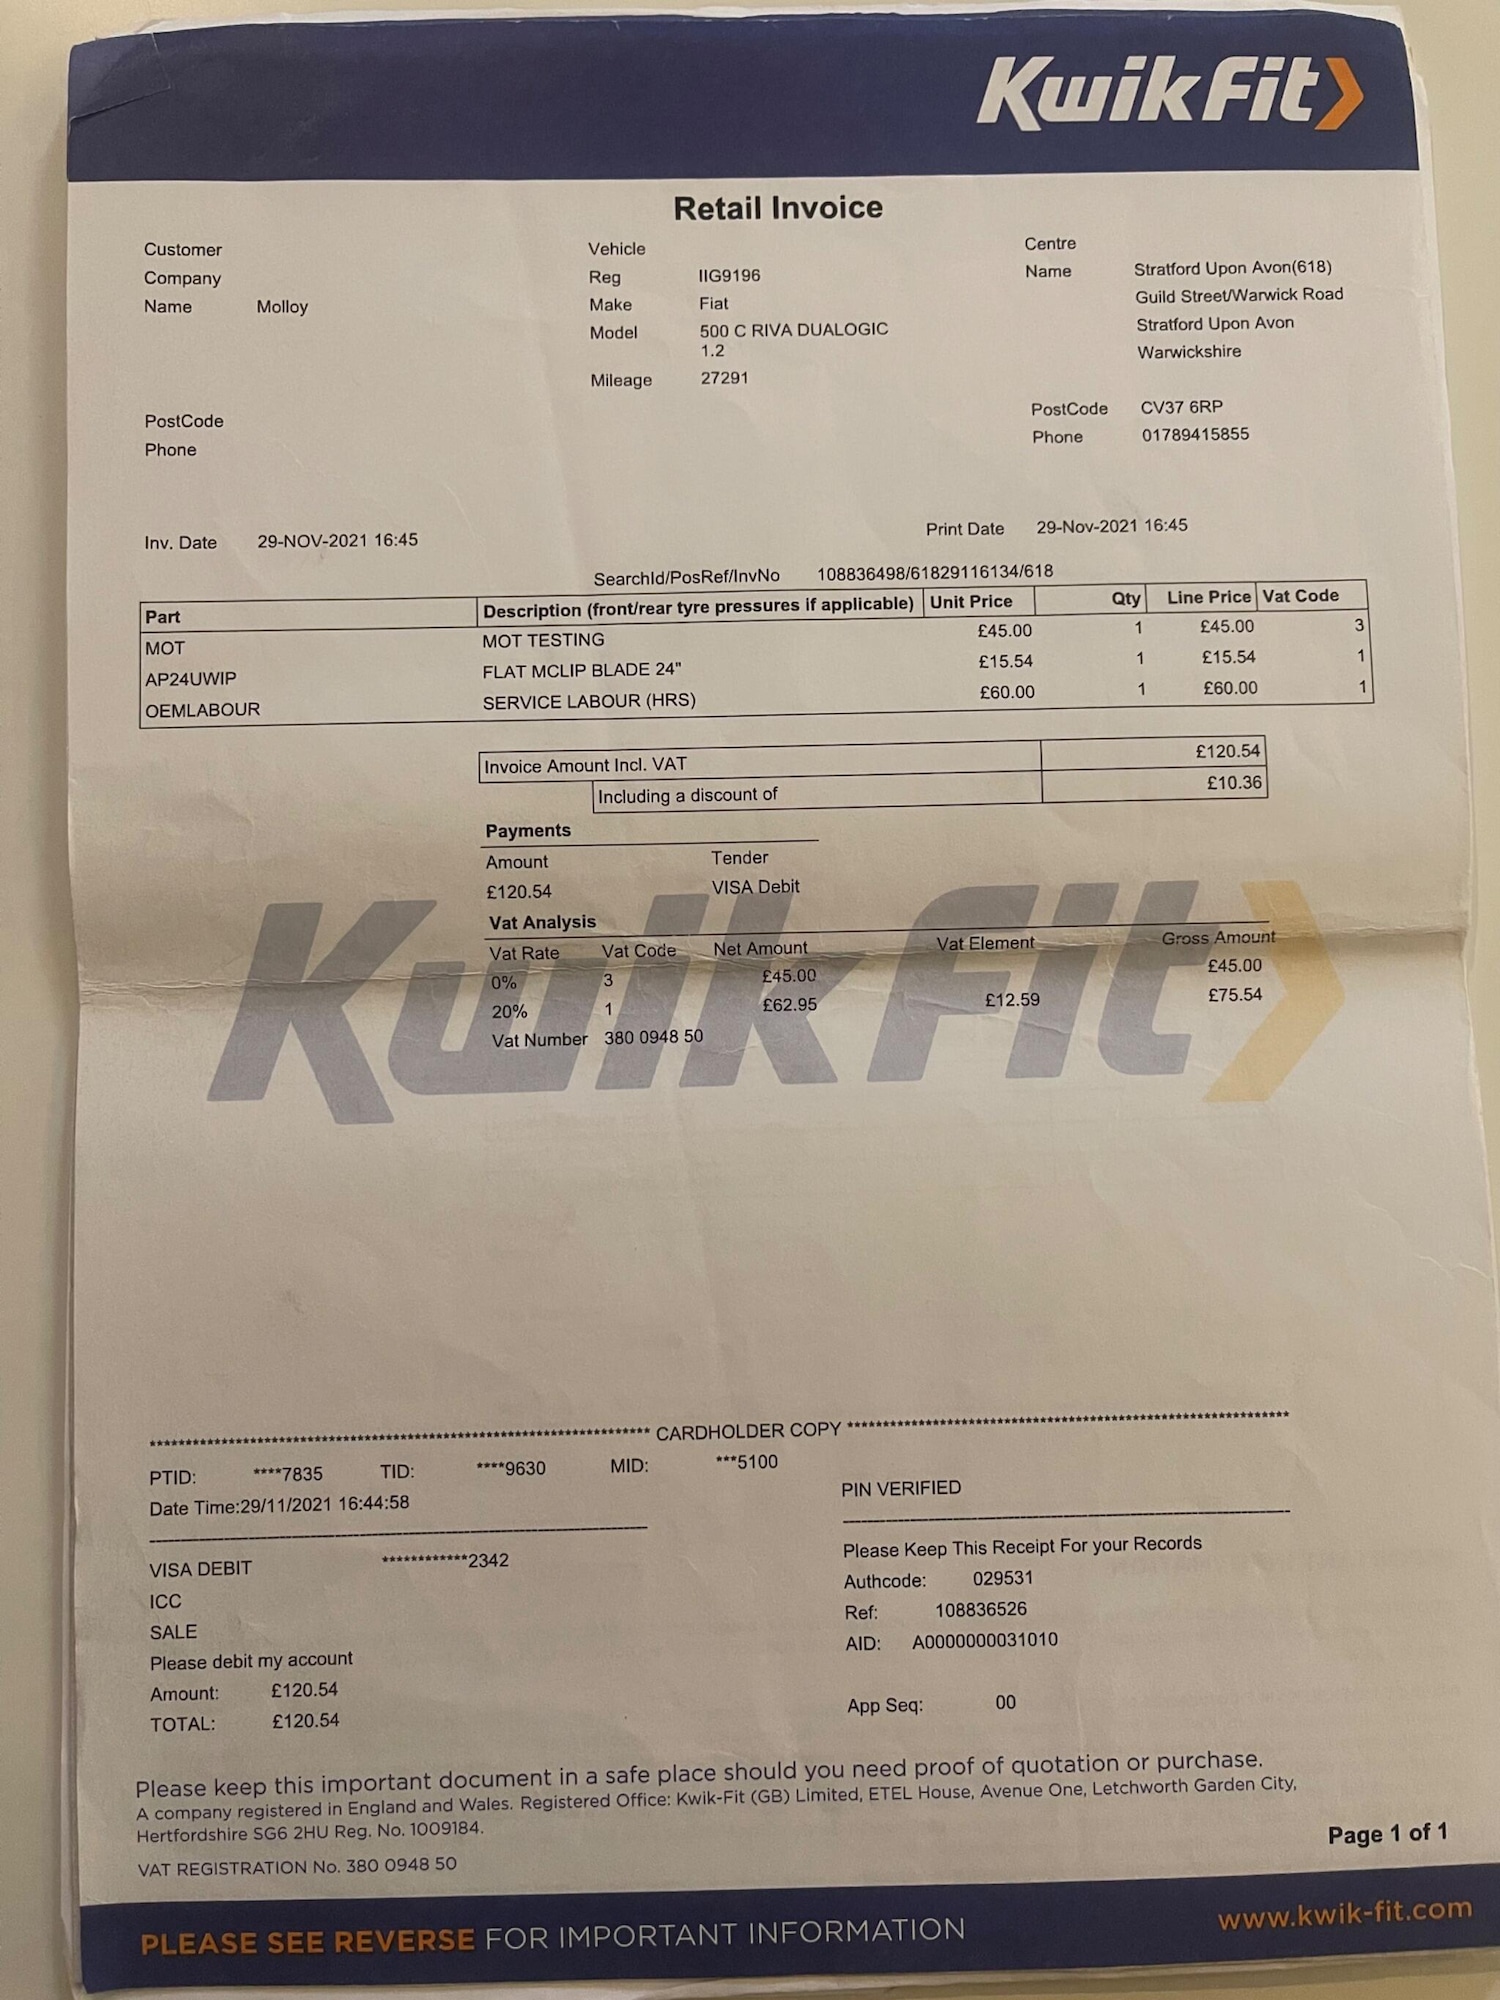 KwikFit
Retail Invoice
Customer
Company
Name Molloy
PostCode
Phone
Vehicle
Reg IIG9196
Make Fiat
Model 500 C RIVA DUALOGIC
1.2
Mileage 27291
Centre
Name Stratford Upon Avon(618)
Guild Street/Warwick Road
Stratford Upon Avon
Warwickshire
PostCode CV37 6RP
Phone 01789415855
Inv. Date 29-NOV-2021 16:45
Print Date 29-Nov-2021 16:45
SearchId/PosRef/InvNo 108836498/61829116134/618
Part Description (front/rear tyre pressures if applicable) Unit Price Qty Line Price Vat Code
MOT MOT TESTING £45.00 1 £45.00 3
AP24UWIP FLAT MCLIP BLADE 24" £15.54 1 £15.54 1
OEMLABOUR SERVICE LABOUR (HRS) £60.00 1 £60.00 1
Invoice Amount Incl. VAT £120.54
Including a discount of £10.36
Payments
Amount Tender
£120.54 VISA Debit
Vat Analysis
Vat Rate Vat Code Net Amount Vat Element Gross Amount
0% 3 £45.00 £45.00
20% 1 £62.95 £12.59 £75.54
Vat Number 380 0948 50
KwikFit
********************************************************************** CARDHOLDER COPY **************************************************************
PTID: ****7835 TID: ****9630 MID: ***5100
Date Time:29/11/2021 16:44:58
VISA DEBIT ************2342
ICC
SALE
Please debit my account
Amount: £120.54
TOTAL: £120.54
PIN VERIFIED
Please Keep This Receipt For your Records
Authcode: 029531
Ref: 108836526
AID: A0000000031010
App Seq: 00
Please keep this important document in a safe place should you need proof of quotation or purchase.
A company registered in England and Wales. Registered Office: Kwik-Fit (GB) Limited, ETEL House, Avenue One, Letchworth Garden City,
Hertfordshire SG6 2HU Reg. No. 1009184.
VAT REGISTRATION No. 380 0948 50
Page 1 of 1
PLEASE SEE REVERSE FOR IMPORTANT INFORMATION
www.kwik-fit.com